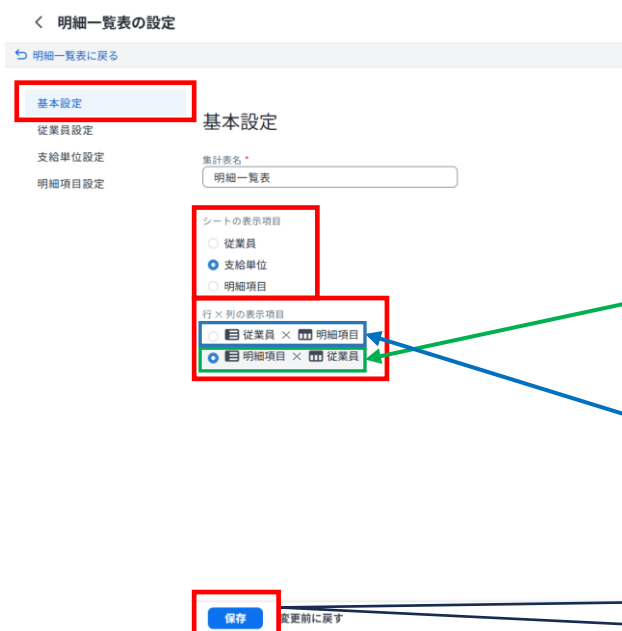 明細一覧表の設定
明細一覧表に戻る
基本設定
従業員設定
支給単位設定
明細項目設定
基本設定
集計表名 *
明細一覧表
シートの表示項目
従業員
支給単位
明細項目
行 × 列の表示項目
従業員 × 明細項目
明細項目 × 従業員
保存 変更前に戻す